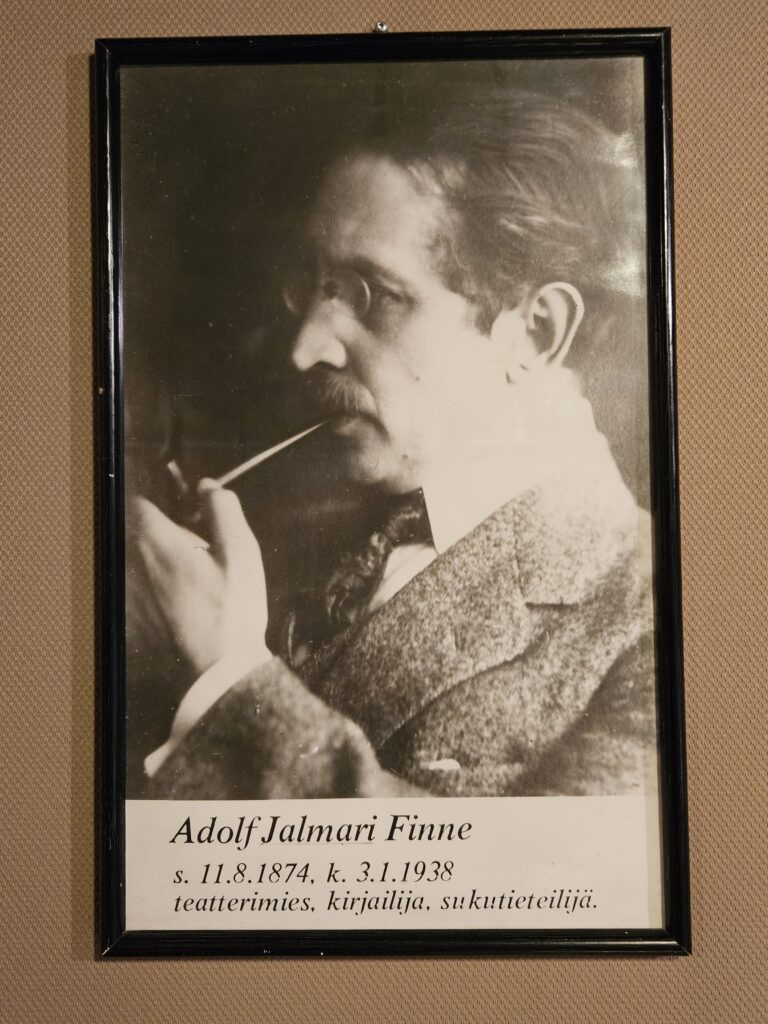 Adolf Jalmari Finne
s. 11.8.1874, k. 3.1.1938
teatterimies, kirjailija, sukutieteilijä.